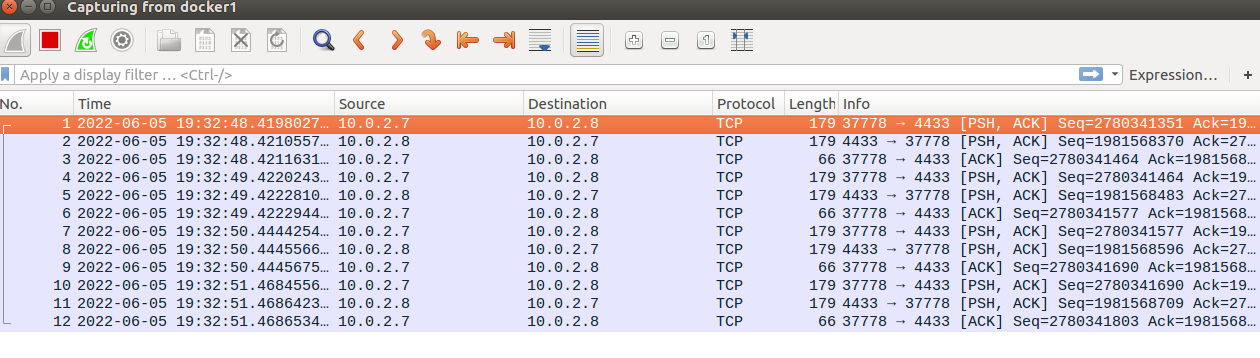 Capturing from docker1
Apply a display filter … <Ctrl-/> Expression… +
No. Time Source Destination Protocol Length Info
1 2022-06-05 19:32:48.4198027… 10.0.2.7 10.0.2.8 TCP 179 37778 → 4433 [PSH, ACK] Seq=2780341351 Ack=19…
2 2022-06-05 19:32:48.4210557… 10.0.2.8 10.0.2.7 TCP 179 4433 → 37778 [PSH, ACK] Seq=1981568370 Ack=27…
3 2022-06-05 19:32:48.4211631… 10.0.2.7 10.0.2.8 TCP 66 37778 → 4433 [ACK] Seq=2780341464 Ack=1981568…
4 2022-06-05 19:32:49.4220243… 10.0.2.7 10.0.2.8 TCP 179 37778 → 4433 [PSH, ACK] Seq=2780341464 Ack=19…
5 2022-06-05 19:32:49.4222810… 10.0.2.8 10.0.2.7 TCP 179 4433 → 37778 [PSH, ACK] Seq=1981568483 Ack=27…
6 2022-06-05 19:32:49.4222944… 10.0.2.7 10.0.2.8 TCP 66 37778 → 4433 [ACK] Seq=2780341577 Ack=1981568…
7 2022-06-05 19:32:50.4444254… 10.0.2.7 10.0.2.8 TCP 179 37778 → 4433 [PSH, ACK] Seq=2780341577 Ack=19…
8 2022-06-05 19:32:50.4445566… 10.0.2.8 10.0.2.7 TCP 179 4433 → 37778 [PSH, ACK] Seq=1981568596 Ack=27…
9 2022-06-05 19:32:50.4445675… 10.0.2.7 10.0.2.8 TCP 66 37778 → 4433 [ACK] Seq=2780341690 Ack=1981568…
10 2022-06-05 19:32:51.4684556… 10.0.2.7 10.0.2.8 TCP 179 37778 → 4433 [PSH, ACK] Seq=2780341690 Ack=19…
11 2022-06-05 19:32:51.4686423… 10.0.2.8 10.0.2.7 TCP 179 4433 → 37778 [PSH, ACK] Seq=1981568709 Ack=27…
12 2022-06-05 19:32:51.4686534… 10.0.2.7 10.0.2.8 TCP 66 37778 → 4433 [ACK] Seq=2780341803 Ack=1981568…